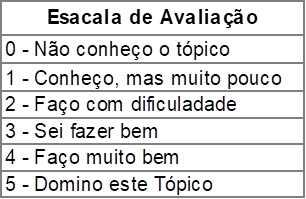 Esacala de Avaliação
0 - Não conheço o tópico
1 - Conheço, mas muito pouco
2 - Faço com dificuladade
3 - Sei fazer bem
4 - Faço muito bem
5 - Domino este Tópico